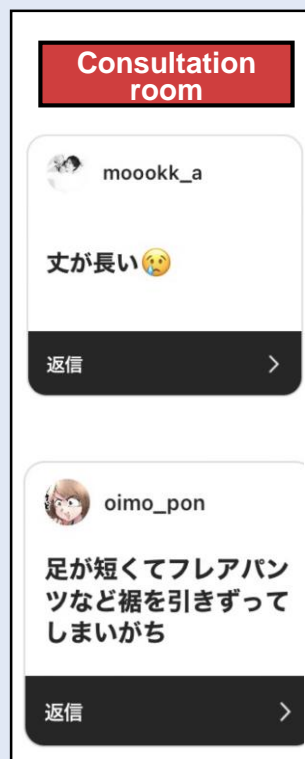 Consultation
room
moookk_a
丈が長い😢
返信
oimo_pon
足が短くてフレアパン
ツなど裾を引きずって
しまいがち
返信